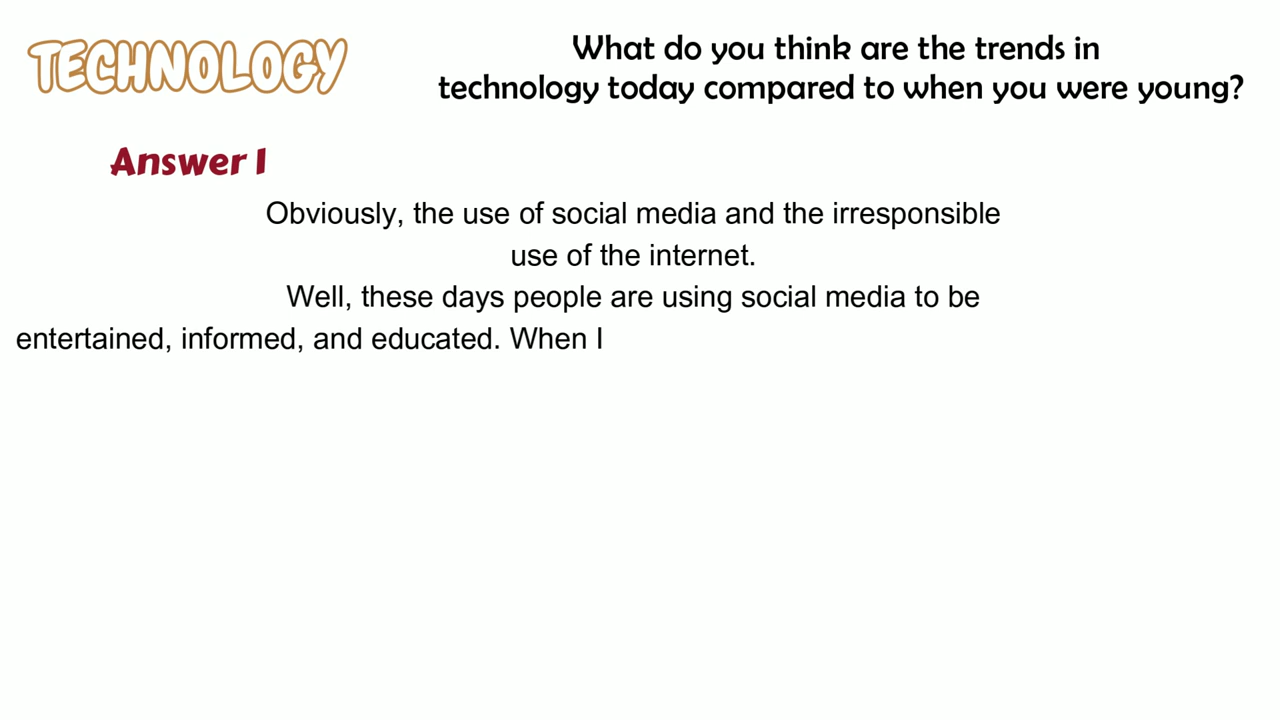 TECHNOLOGY
What do you think are the trends in
technology today compared to when you were young?
Answer 1
Obviously, the use of social media and the irresponsible
use of the internet.
Well, these days people are using social media to be
entertained, informed, and educated. When I